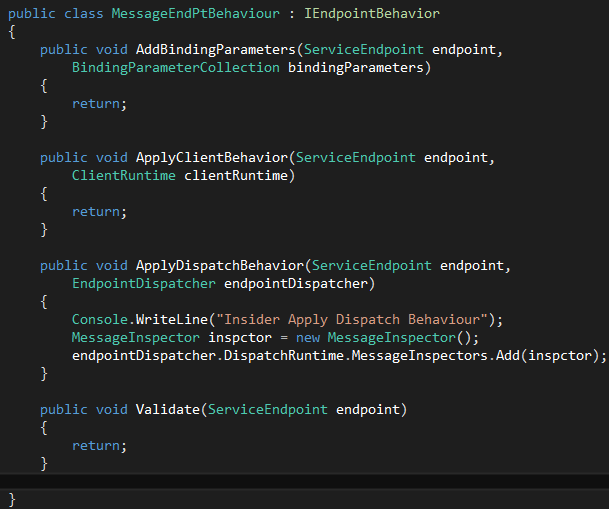 public class MessageEndPtBehaviour : IEndpointBehavior
{
    public void AddBindingParameters(ServiceEndpoint endpoint,
        BindingParameterCollection bindingParameters)
    {
        return;
    }
    public void ApplyClientBehavior(ServiceEndpoint endpoint,
        ClientRuntime clientRuntime)
    {
        return;
    }
    public void ApplyDispatchBehavior(ServiceEndpoint endpoint,
        EndpointDispatcher endpointDispatcher)
    {
        Console.WriteLine("Insider Apply Dispatch Behaviour");
        MessageInspector inspctor = new MessageInspector();
        endpointDispatcher.DispatchRuntime.MessageInspectors.Add(inspctor);
    }
    public void Validate(ServiceEndpoint endpoint)
    {
        return;
    }
}